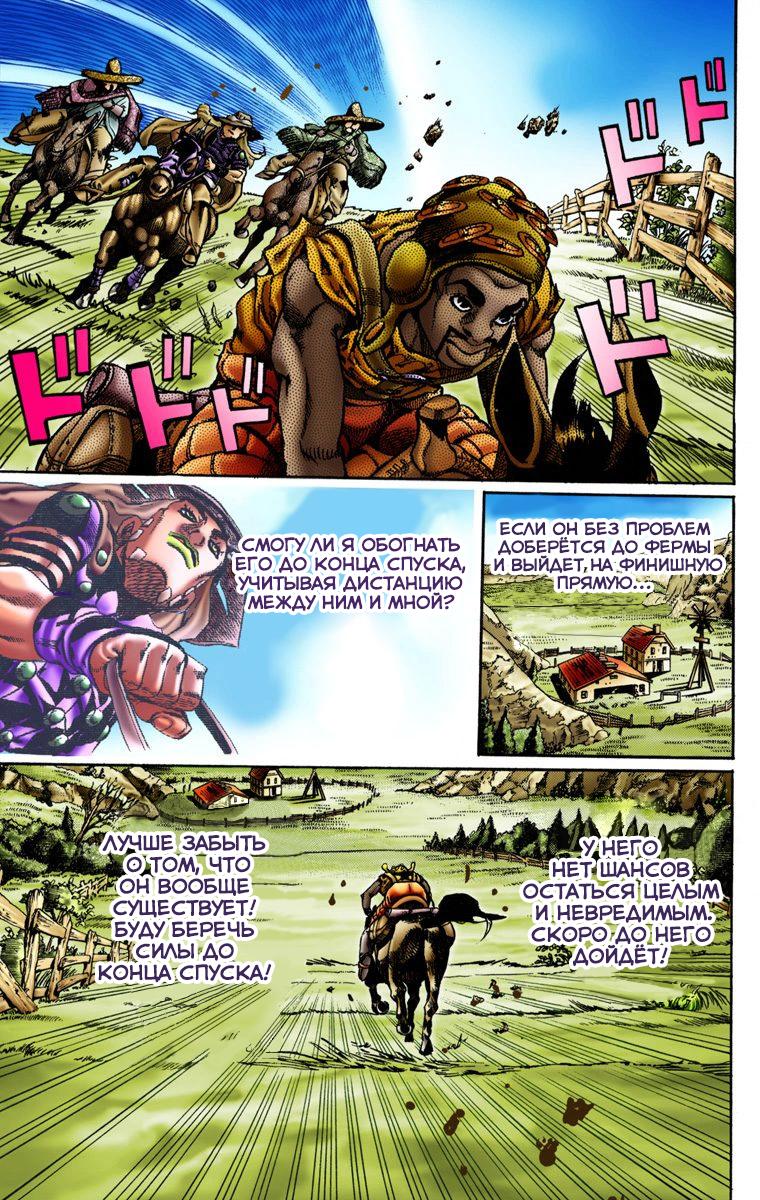 ド
ド
ド
ド
ド
ド
ЕСЛИ ОН БЕЗ ПРОБЛЕМ
ДОБЕРЁТСЯ ДО ФЕРМЫ
И ВЫЙДЕТ, НА ФИНИШНУЮ
ПРЯМУЮ...
СМОГУ ЛИ Я ОБОГНАТЬ
ЕГО ДО КОНЦА СПУСКА,
УЧИТЫВАЯ ДИСТАНЦИЮ
МЕЖДУ НИМ И МНОЙ?
У НЕГО
НЕТ ШАНСОВ
ОСТАТЬСЯ ЦЕЛЫМ
И НЕВРЕДИМЫМ.
СКОРО ДО НЕГО
ДОЙДЁТ!
ЛУЧШЕ ЗАБЫТЬ
О ТОМ, ЧТО
ОН ВООБЩЕ
СУЩЕСТВУЕТ!
БУДУ БЕРЕЧЬ
СИЛЫ ДО
КОНЦА СПУСКА!